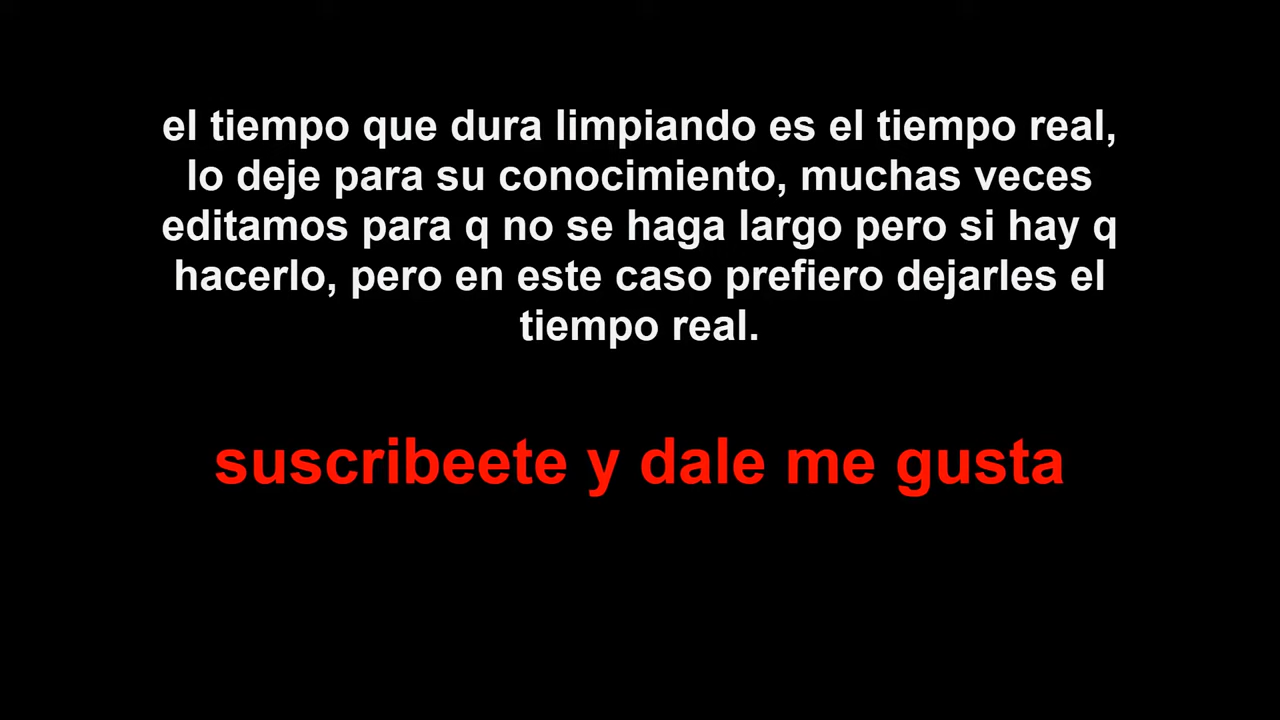 el tiempo que dura limpiando es el tiempo real,
lo deje para su conocimiento, muchas veces
editamos para q no se haga largo pero si hay q
hacerlo, pero en este caso prefiero dejarles el
tiempo real.
suscribeete y dale me gusta